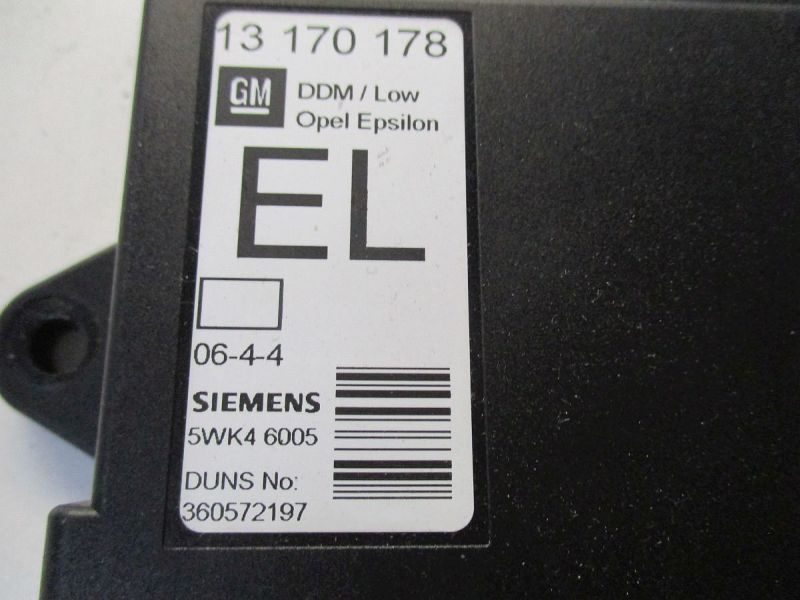 13 170 178
GM
DDM / Low
Opel Epsilon
EL
06-4-4
SIEMENS
5WK4 6005
DUNS No:
360572197